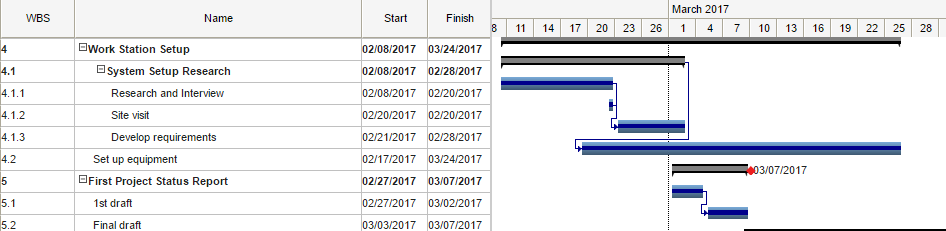 WBS Name Start Finish March 2017
8 11 14 17 20 23 26 1 4 7 10 13 16 19 22 25 28
4 Work Station Setup 02/08/2017 03/24/2017
4.1 System Setup Research 02/08/2017 02/28/2017
4.1.1 Research and Interview 02/08/2017 02/20/2017
4.1.2 Site visit 02/20/2017 02/20/2017
4.1.3 Develop requirements 02/21/2017 02/28/2017
4.2 Set up equipment 02/17/2017 03/24/2017
5 First Project Status Report 02/27/2017 03/07/2017 03/07/2017
5.1 1st draft 02/27/2017 03/02/2017
5.2 Final draft 03/03/2017 03/07/2017